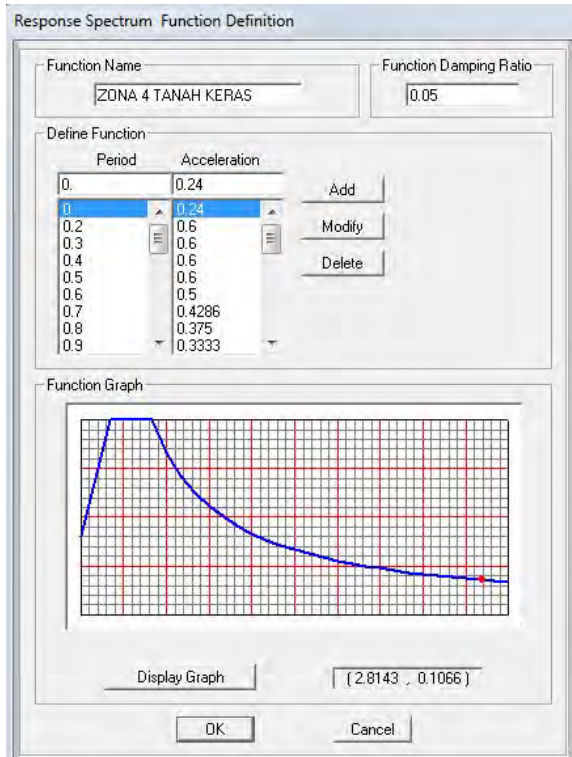 Response Spectrum Function Definition
Function Name
Function Damping Ratio
ZONA 4 TANAH KERAS
0.05
Define Function
Period Acceleration
0. 0.24
Add
0. 0.24
0.2 0.6
Modify
0.3 0.6
0.4 0.6
Delete
0.5 0.6
0.6 0.5
0.7 0.4286
0.8 0.375
0.9 0.3333
Function Graph
Display Graph
( 2.8143 , 0.1066 )
OK
Cancel